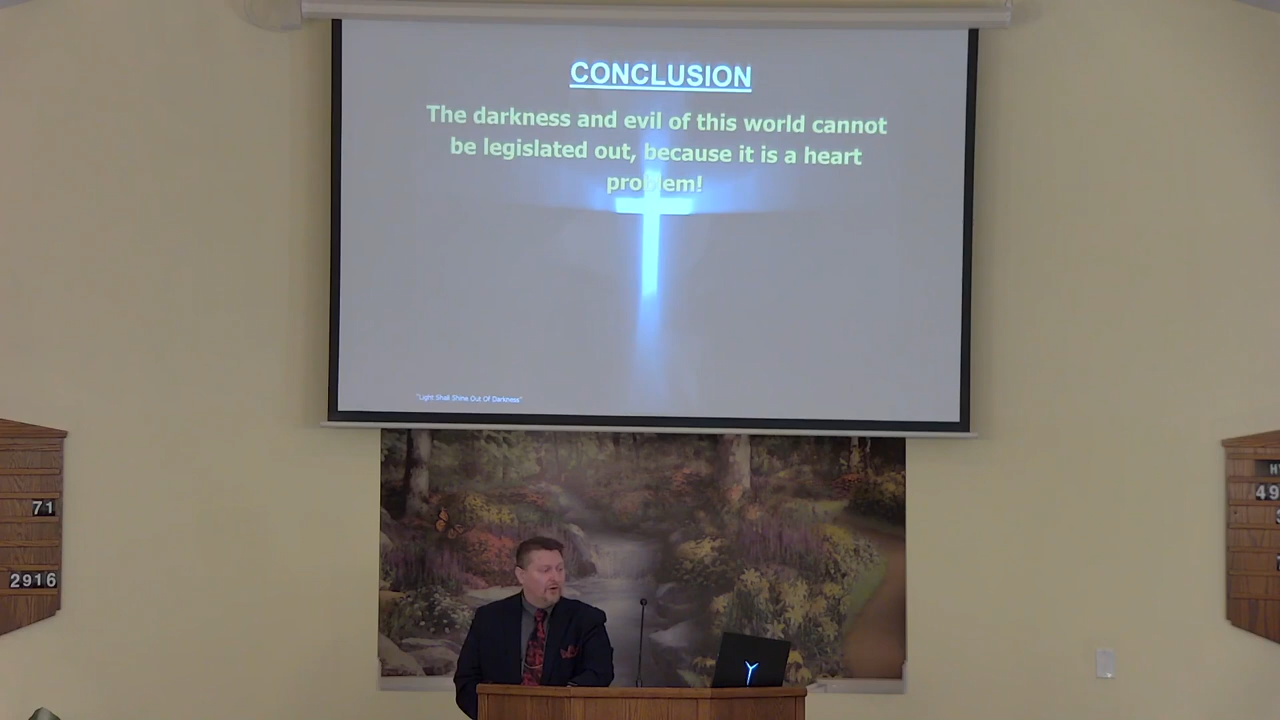 CONCLUSION
The darkness and evil of this world cannot
be legislated out, because it is a heart
problem!
"Light Shall Shine Out Of Darkness"
71
2916
49